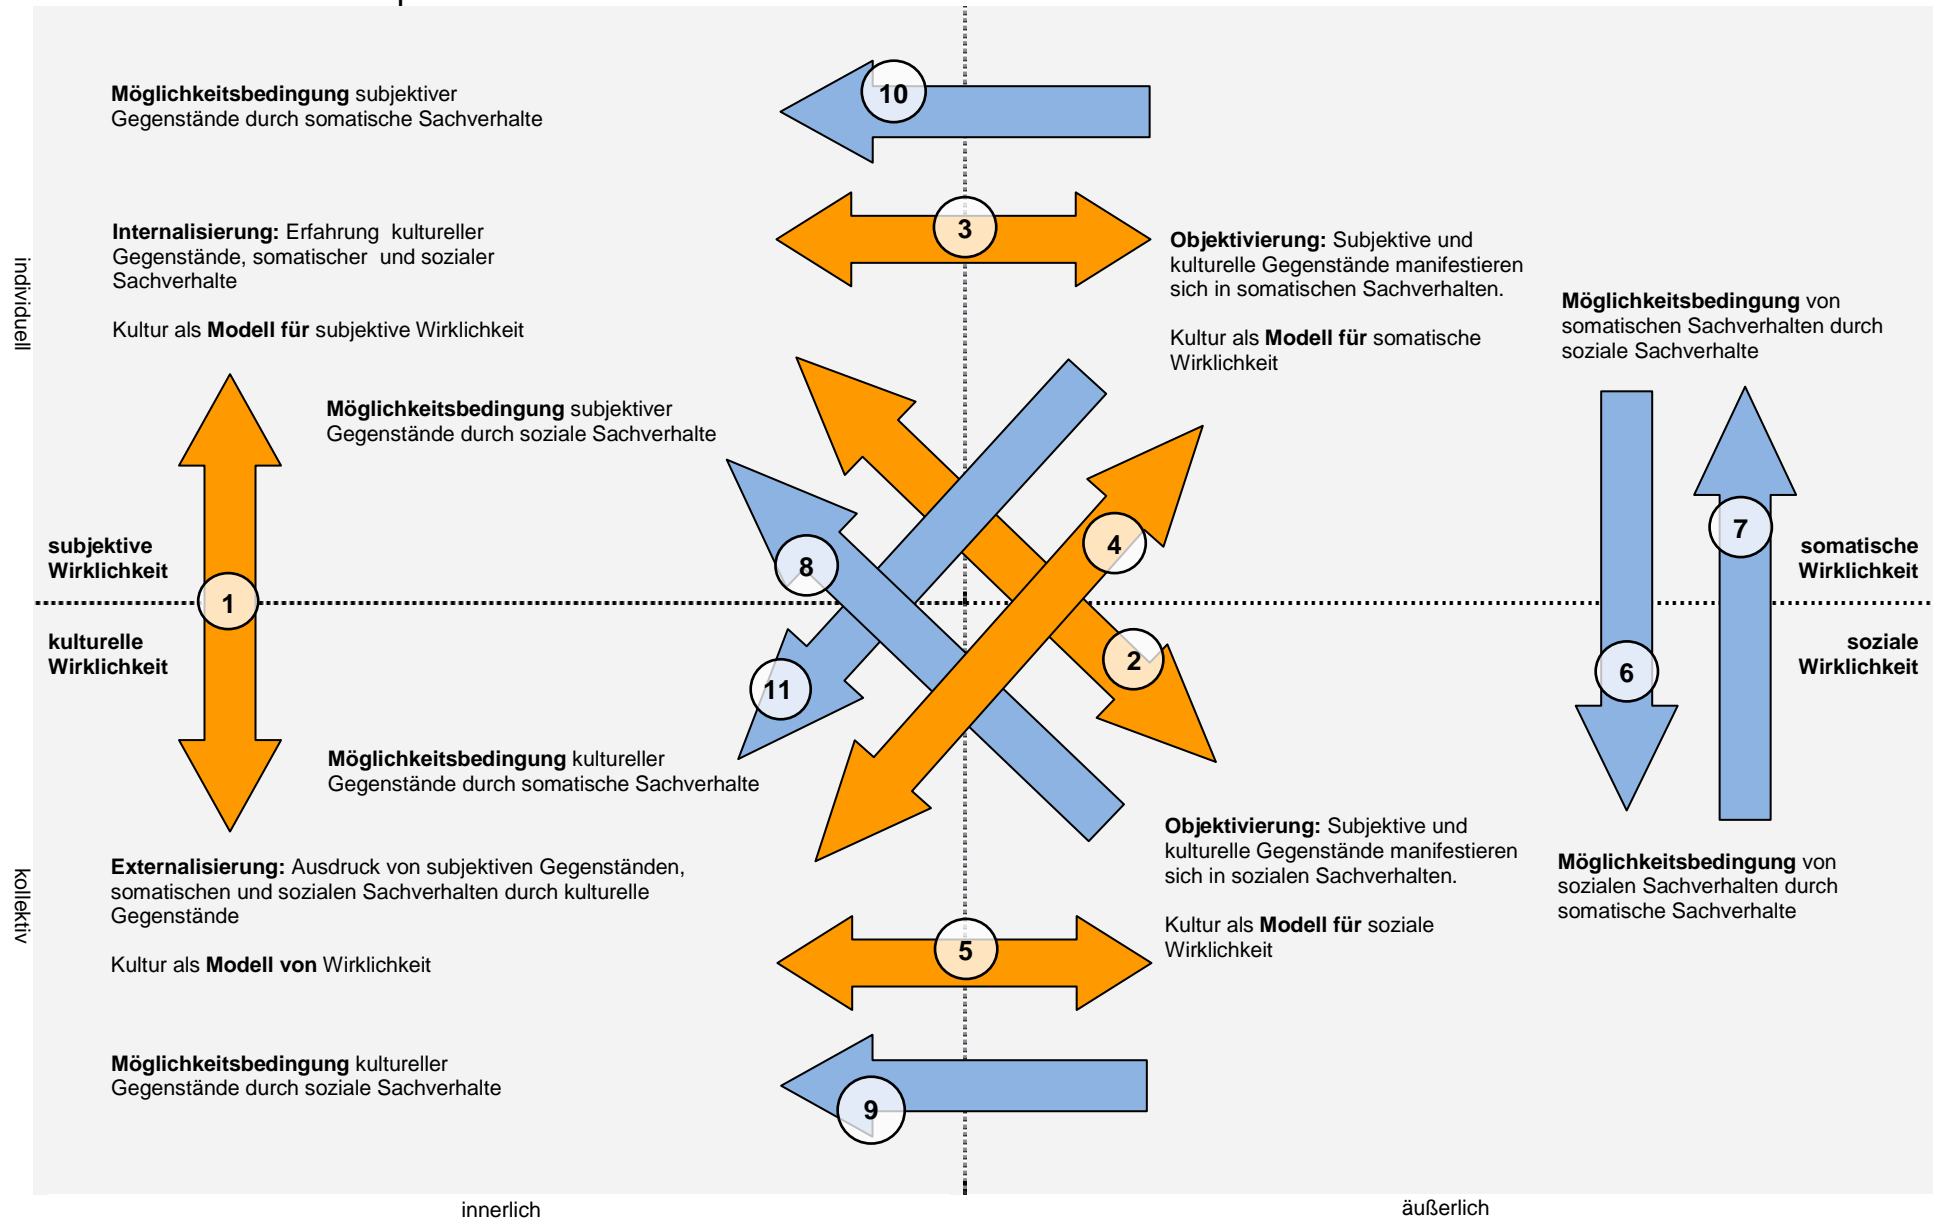 10
Möglichkeitsbedingung subjektiver
Gegenstände durch somatische Sachverhalte
3
Internalisierung: Erfahrung kultureller
Gegenstände, somatischer und sozialer
Sachverhalte
Kultur als Modell für subjektive Wirklichkeit
Objektivierung: Subjektive und
kulturelle Gegenstände manifestieren
sich in somatischen Sachverhalten.
Kultur als Modell für somatische
Wirklichkeit
Möglichkeitsbedingung von
somatischen Sachverhalten durch
soziale Sachverhalte
individuell
Möglichkeitsbedingung subjektiver
Gegenstände durch soziale Sachverhalte
subjektive
Wirklichkeit
8
4
7
somatische
Wirklichkeit
1
kulturelle
Wirklichkeit
11
2
6
soziale
Wirklichkeit
Möglichkeitsbedingung kultureller
Gegenstände durch somatische Sachverhalte
kollektiv
Externalisierung: Ausdruck von subjektiven Gegenständen,
somatischen und sozialen Sachverhalten durch kulturelle
Gegenstände
Kultur als Modell von Wirklichkeit
Objektivierung: Subjektive und
kulturelle Gegenstände manifestieren
sich in sozialen Sachverhalten.
Kultur als Modell für soziale
Wirklichkeit
Möglichkeitsbedingung von
sozialen Sachverhalten durch
somatische Sachverhalte
5
Möglichkeitsbedingung kultureller
Gegenstände durch soziale Sachverhalte
9
innerlich
äußerlich